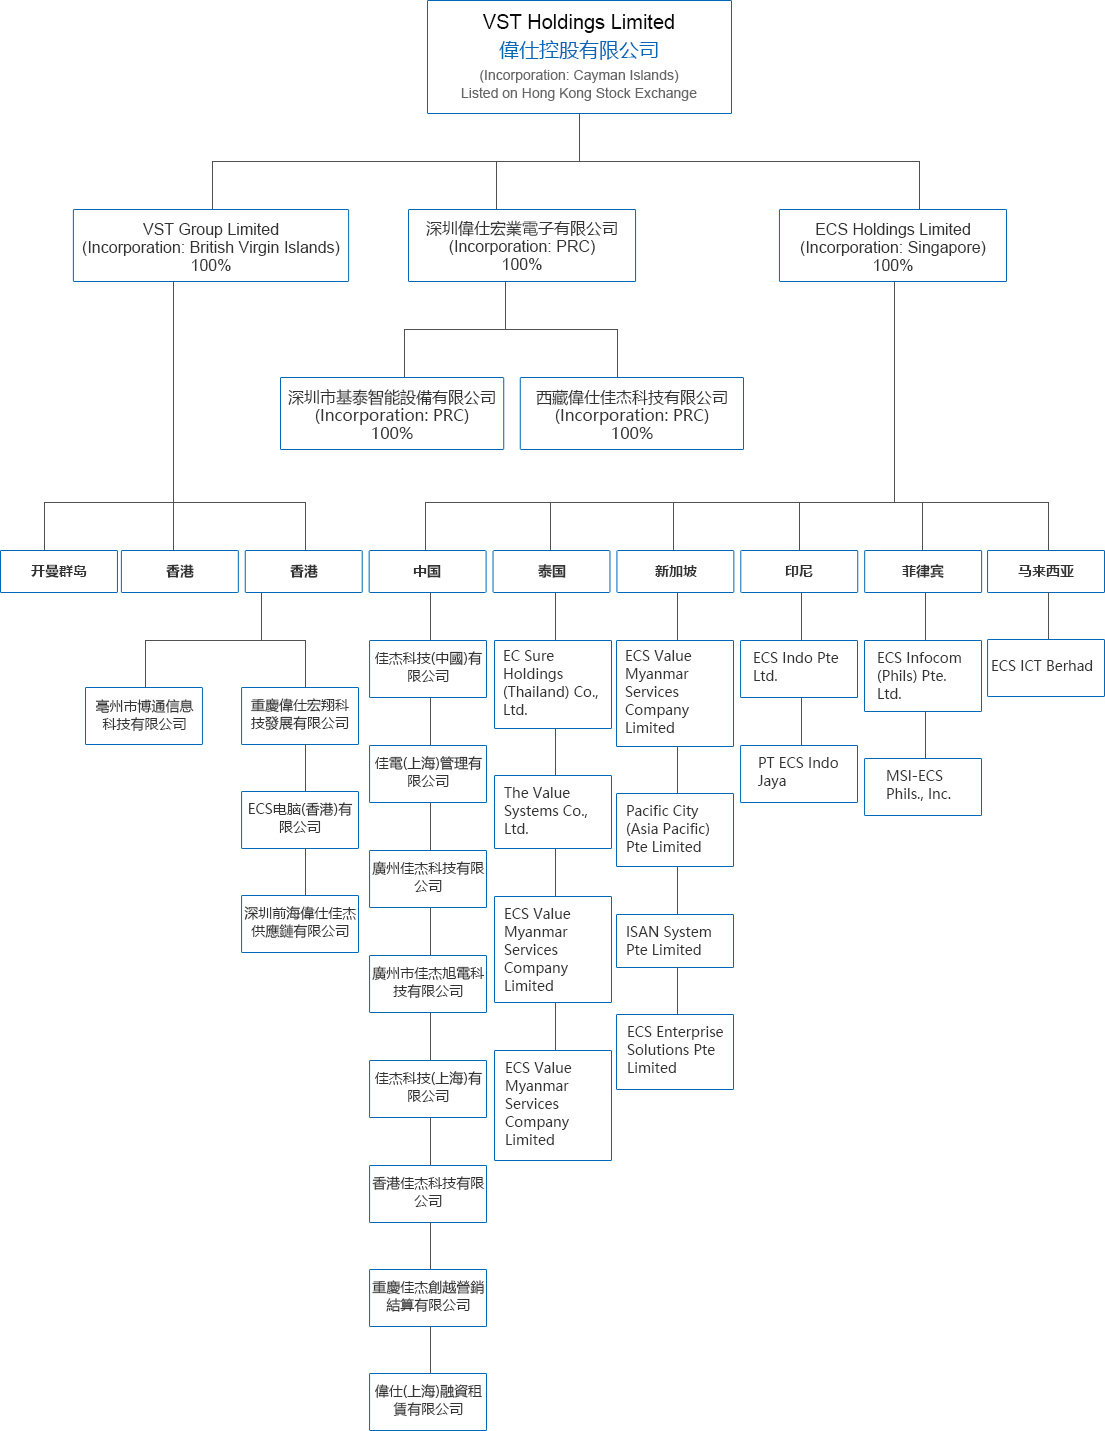 VST Holdings Limited
偉仕控股有限公司
(Incorporation: Cayman Islands)
Listed on Hong Kong Stock Exchange
VST Group Limited
(Incorporation: British Virgin Islands)
100%
深圳偉仕宏業電子有限公司
(Incorporation: PRC)
100%
ECS Holdings Limited
(Incorporation: Singapore)
100%
深圳市基泰智能設備有限公司
(Incorporation: PRC)
100%
西藏偉仕佳杰科技有限公司
(Incorporation: PRC)
100%
开曼群岛
香港
香港
中国
泰国
新加坡
印尼
菲律宾
马来西亚
亳州市博通信息
科技有限公司
重慶偉仕宏翔科
技發展有限公司
ECS电脑(香港)有
限公司
深圳前海偉仕佳杰
供應鏈有限公司
佳杰科技(中國)有
限公司
佳電(上海)管理有
限公司
廣州佳杰科技有限
公司
廣州市佳杰旭電科
技有限公司
佳杰科技(上海)有
限公司
香港佳杰科技有限
公司
重慶佳杰創越營銷
結算有限公司
偉仕(上海)融資租
賃有限公司
EC Sure
Holdings
(Thailand) Co.,
Ltd.
The Value
Systems Co.,
Ltd.
ECS Value
Myanmar
Services
Company
Limited
ECS Value
Myanmar
Services
Company
Limited
ECS Value
Myanmar
Services
Company
Limited
Pacific City
(Asia Pacific)
Pte Limited
ISAN System
Pte Limited
ECS Enterprise
Solutions Pte
Limited
ECS Indo Pte
Ltd.
PT ECS Indo
Jaya
ECS Infocom
(Phils) Pte.
Ltd.
MSI-ECS
Phils., Inc.
ECS ICT Berhad